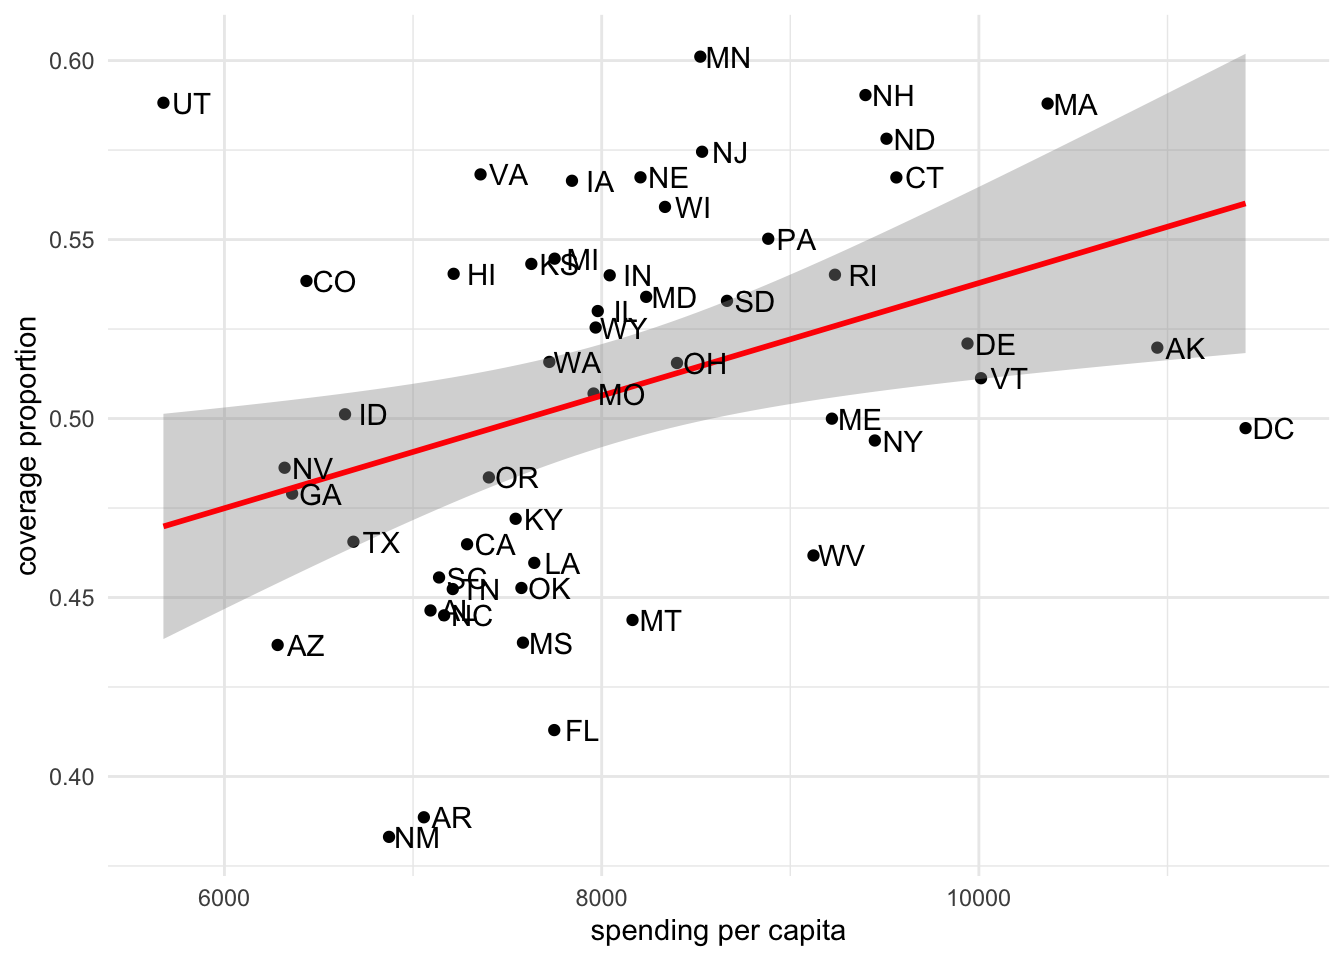 0.60
0.55
0.50
0.45
0.40
coverage proportion
MN
UT
NH
MA
ND
NJ
VA
IA
NE
CT
WI
PA
MI
KS
HI
IN
RI
CO
MD
SD
IL
WY
DE
AK
WA
OH
VT
MO
ID
ME
DC
NY
NV
OR
GA
KY
TX
CA
WV
LA
SC
TN
OK
AL
NC
MT
AZ
MS
FL
AR
NM
6000
8000
10000
spending per capita